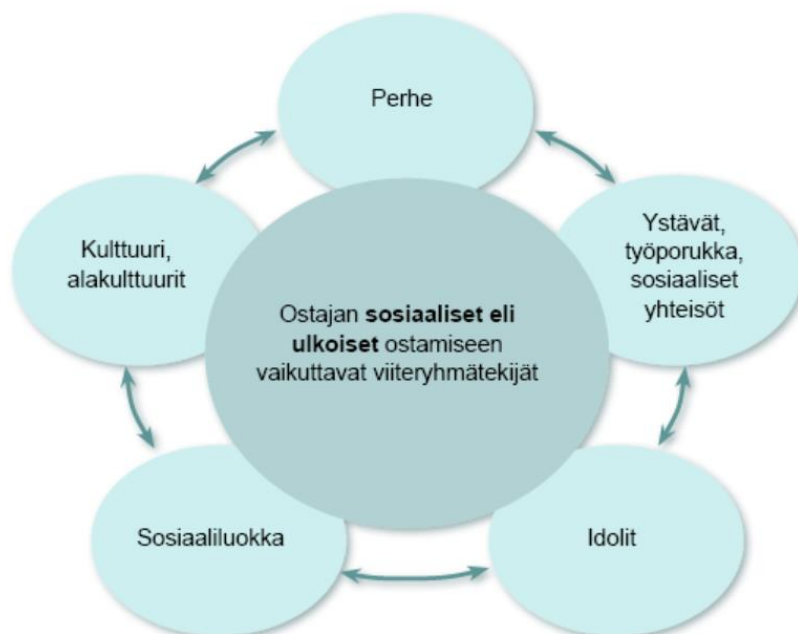 Perhe
Kulttuuri,
alakulttuurit
Ystävät,
työporukka,
sosiaaliset
yhteisöt
Ostajan sosiaaliset eli
ulkoiset ostamiseen
vaikuttavat viiteryhmätekijät
Sosiaaliluokka
Idolit